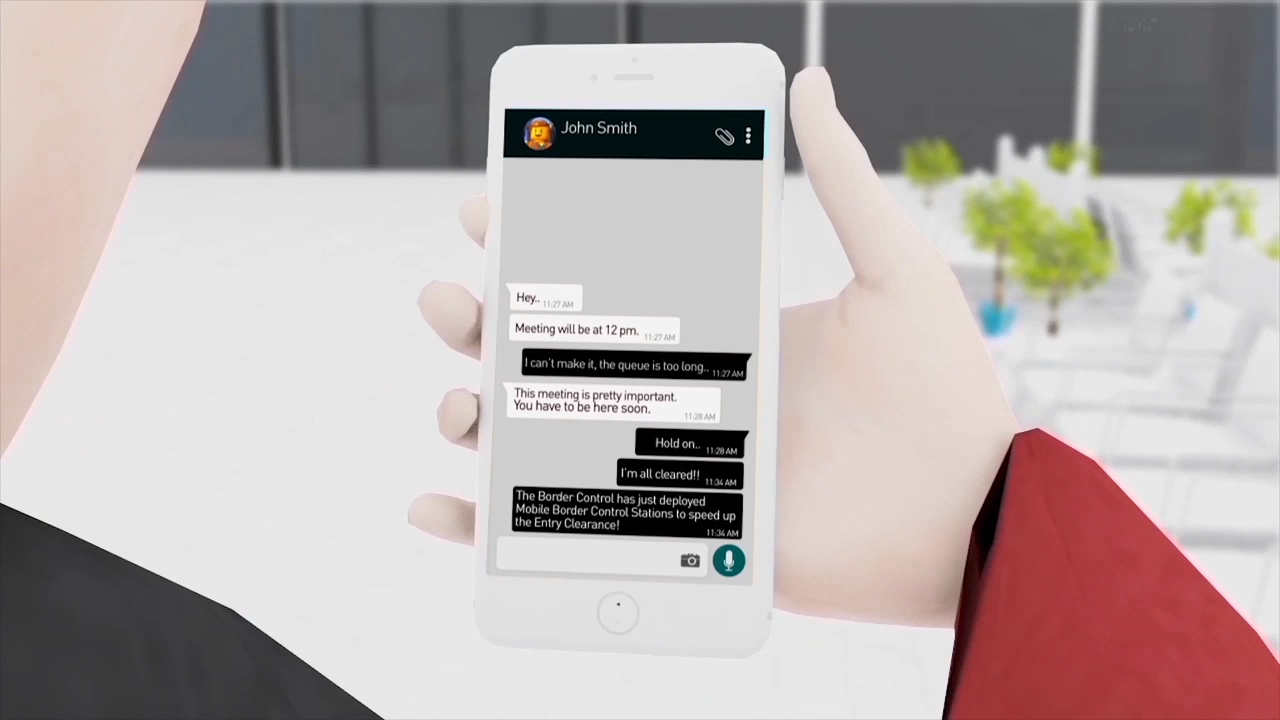 John Smith
Hey.. 11:27 AM
Meeting will be at 12 pm. 11:27 AM
I can't make it, the queue is too long.. 11:27 AM
This meeting is pretty important.
You have to be here soon. 11:28 AM
Hold on.. 11:28 AM
I'm all cleared!! 11:34 AM
The Border Control has just deployed
Mobile Border Control Stations to speed up
the Entry Clearance! 11:34 AM